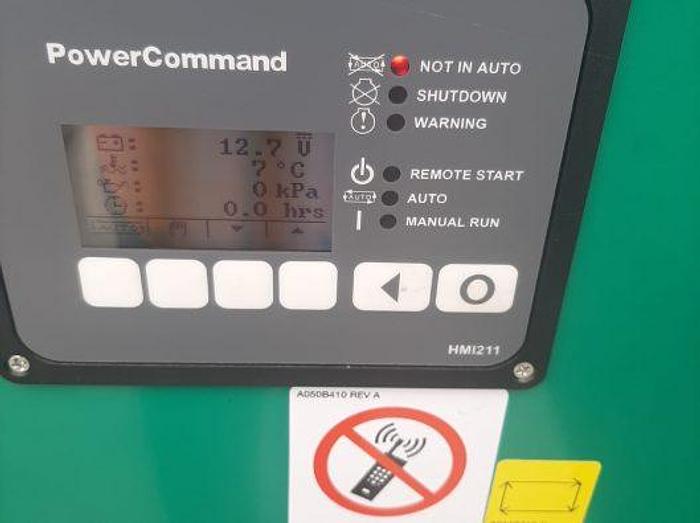 PowerCommand
NOT IN AUTO
SHUTDOWN
WARNING
12.7 V
7 °C
0 kPa
0.0 hrs
REMOTE START
AUTO
AUTO
MANUAL RUN
HMI211
A050B410 REV A